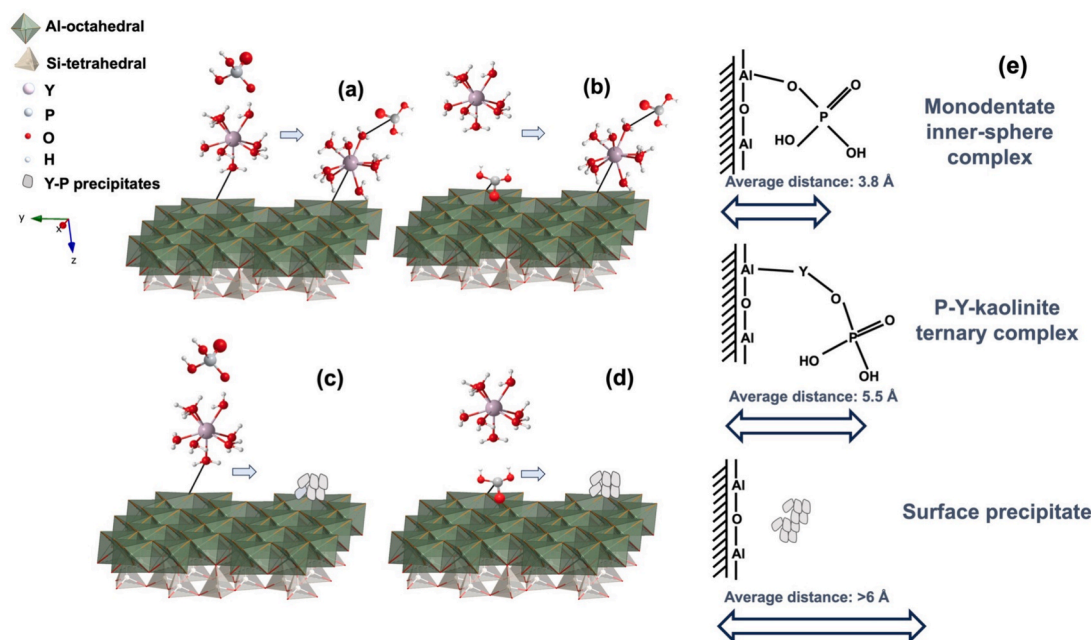 Al-octahedral
Si-tetrahedral
Y
P
O
H
Y-P precipitates
y
x
z
(a)
(b)
(c)
(d)
(e)
Al
O
Al
O
P
O
HO
OH
Monodentate
inner-sphere
complex
Average distance: 3.8 Å
Al
O
Al
Y
O
P
O
HO
OH
P-Y-kaolinite
ternary complex
Average distance: 5.5 Å
Al
O
Al
Surface precipitate
Average distance: >6 Å